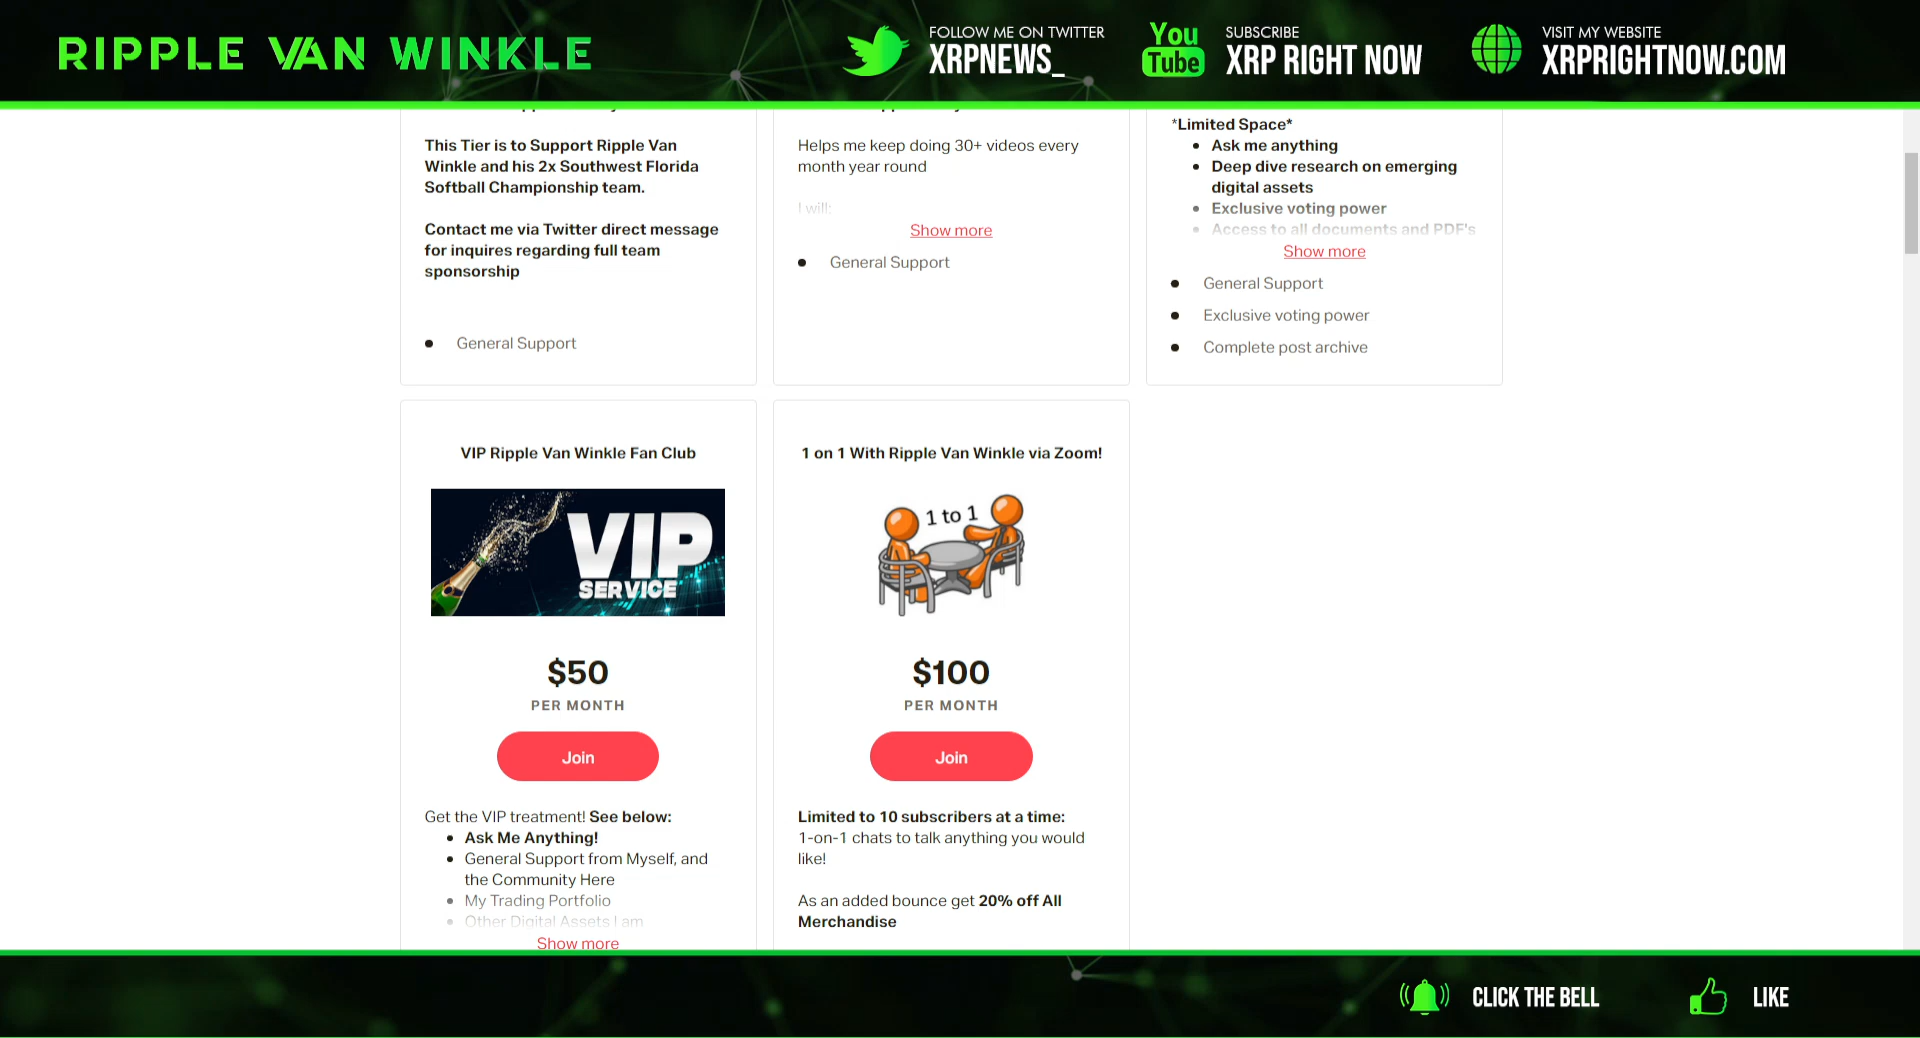 RIPPLE VAN WINKLE
FOLLOW ME ON TWITTER
XRPNEWS_
You
Tube
SUBSCRIBE
XRP RIGHT NOW
VISIT MY WEBSITE
XRPRIGHTNOW.COM
This Tier is to Support Ripple Van
Winkle and his 2x Southwest Florida
Softball Championship team.
Contact me via Twitter direct message
for inquires regarding full team
sponsorship
General Support
Helps me keep doing 30+ videos every
month year round
I will:
Show more
General Support
*Limited Space*
Ask me anything
Deep dive research on emerging
digital assets
Exclusive voting power
Access to all documents and PDF's
Show more
General Support
Exclusive voting power
Complete post archive
VIP Ripple Van Winkle Fan Club
VIP
SERVICE
$50
PER MONTH
Join
Get the VIP treatment! See below:
Ask Me Anything!
General Support from Myself, and
the Community Here
My Trading Portfolio
Other Digital Assets I am
Show more
1 on 1 With Ripple Van Winkle via Zoom!
1 to 1
$100
PER MONTH
Join
Limited to 10 subscribers at a time:
1-on-1 chats to talk anything you would
like!
As an added bounce get 20% off All
Merchandise
CLICK THE BELL
LIKE